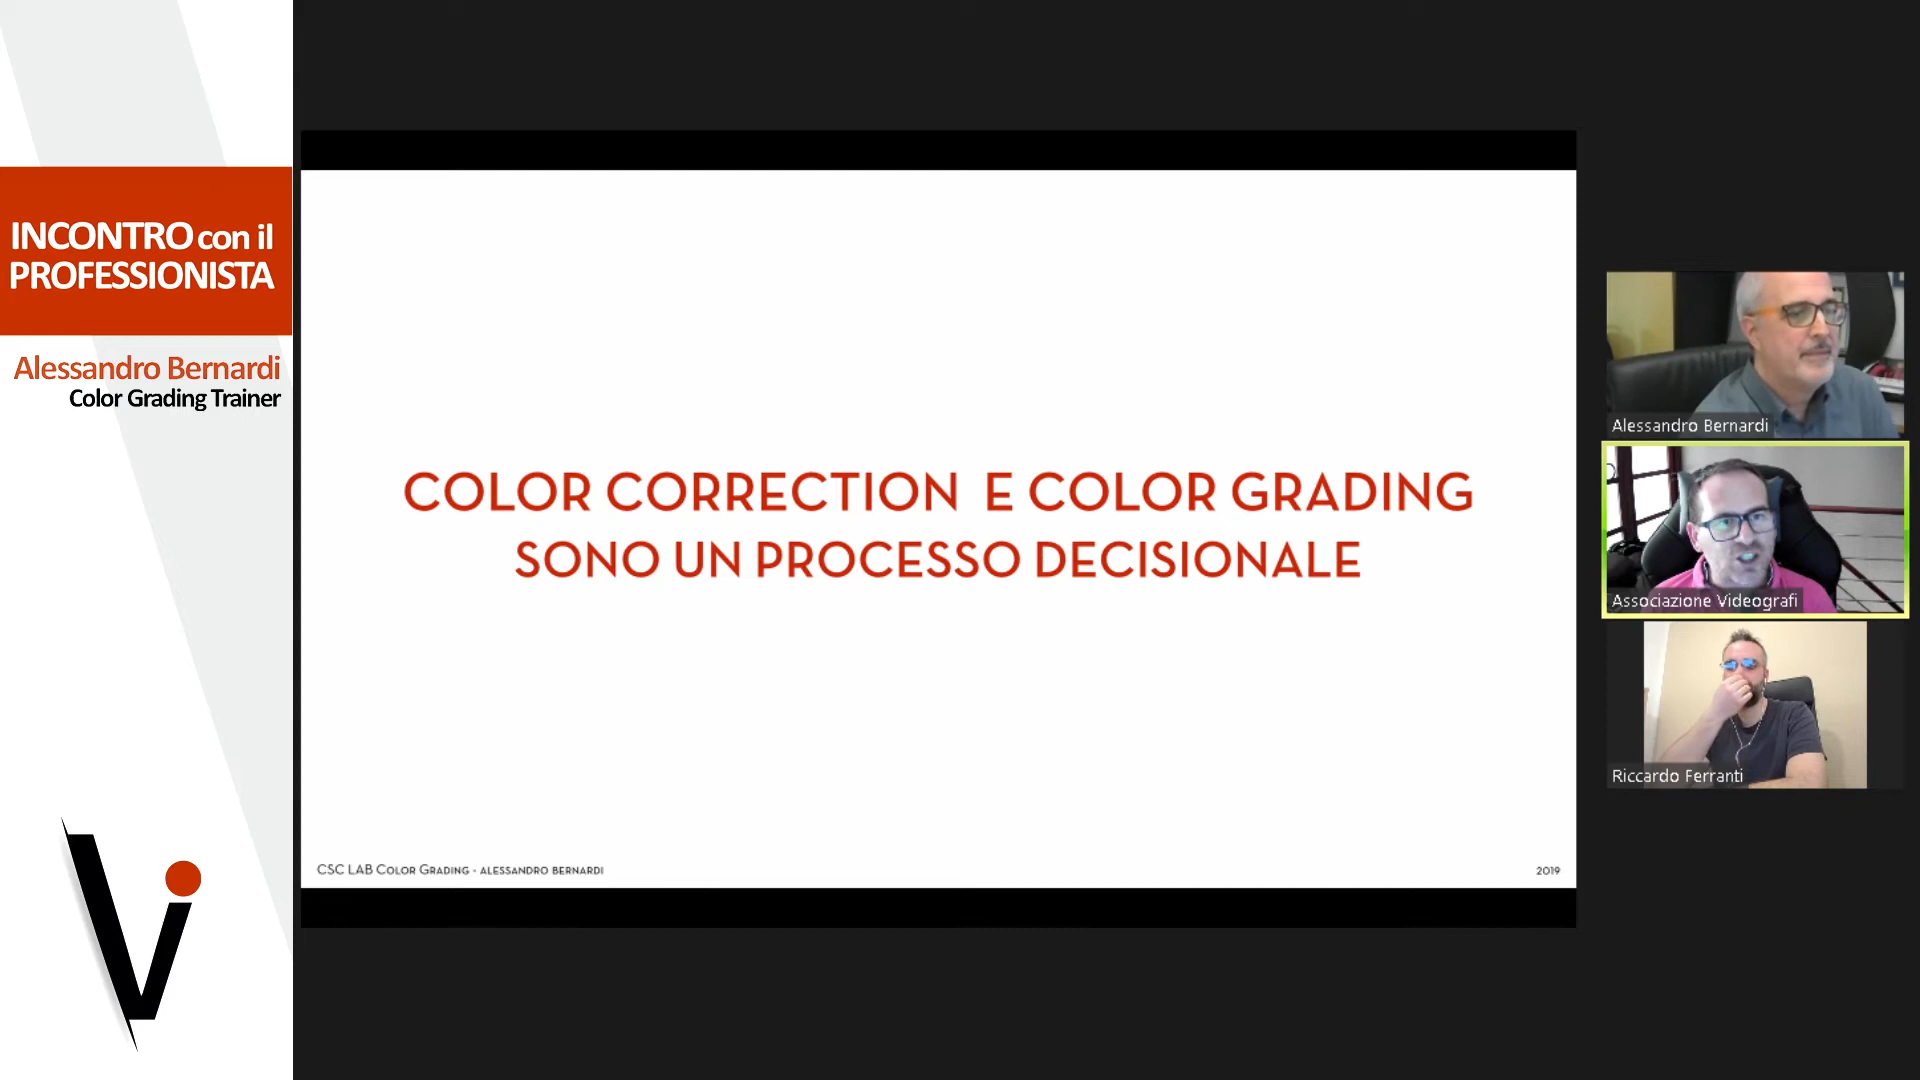 INCONTRO con il
PROFESSIONISTA
Alessandro Bernardi
Color Grading Trainer
COLOR CORRECTION E COLOR GRADING
SONO UN PROCESSO DECISIONALE
CSC LAB COLOR GRADING - ALESSANDRO BERNARDI
2019
Alessandro Bernardi
Associazione Videografi
Riccardo Ferranti